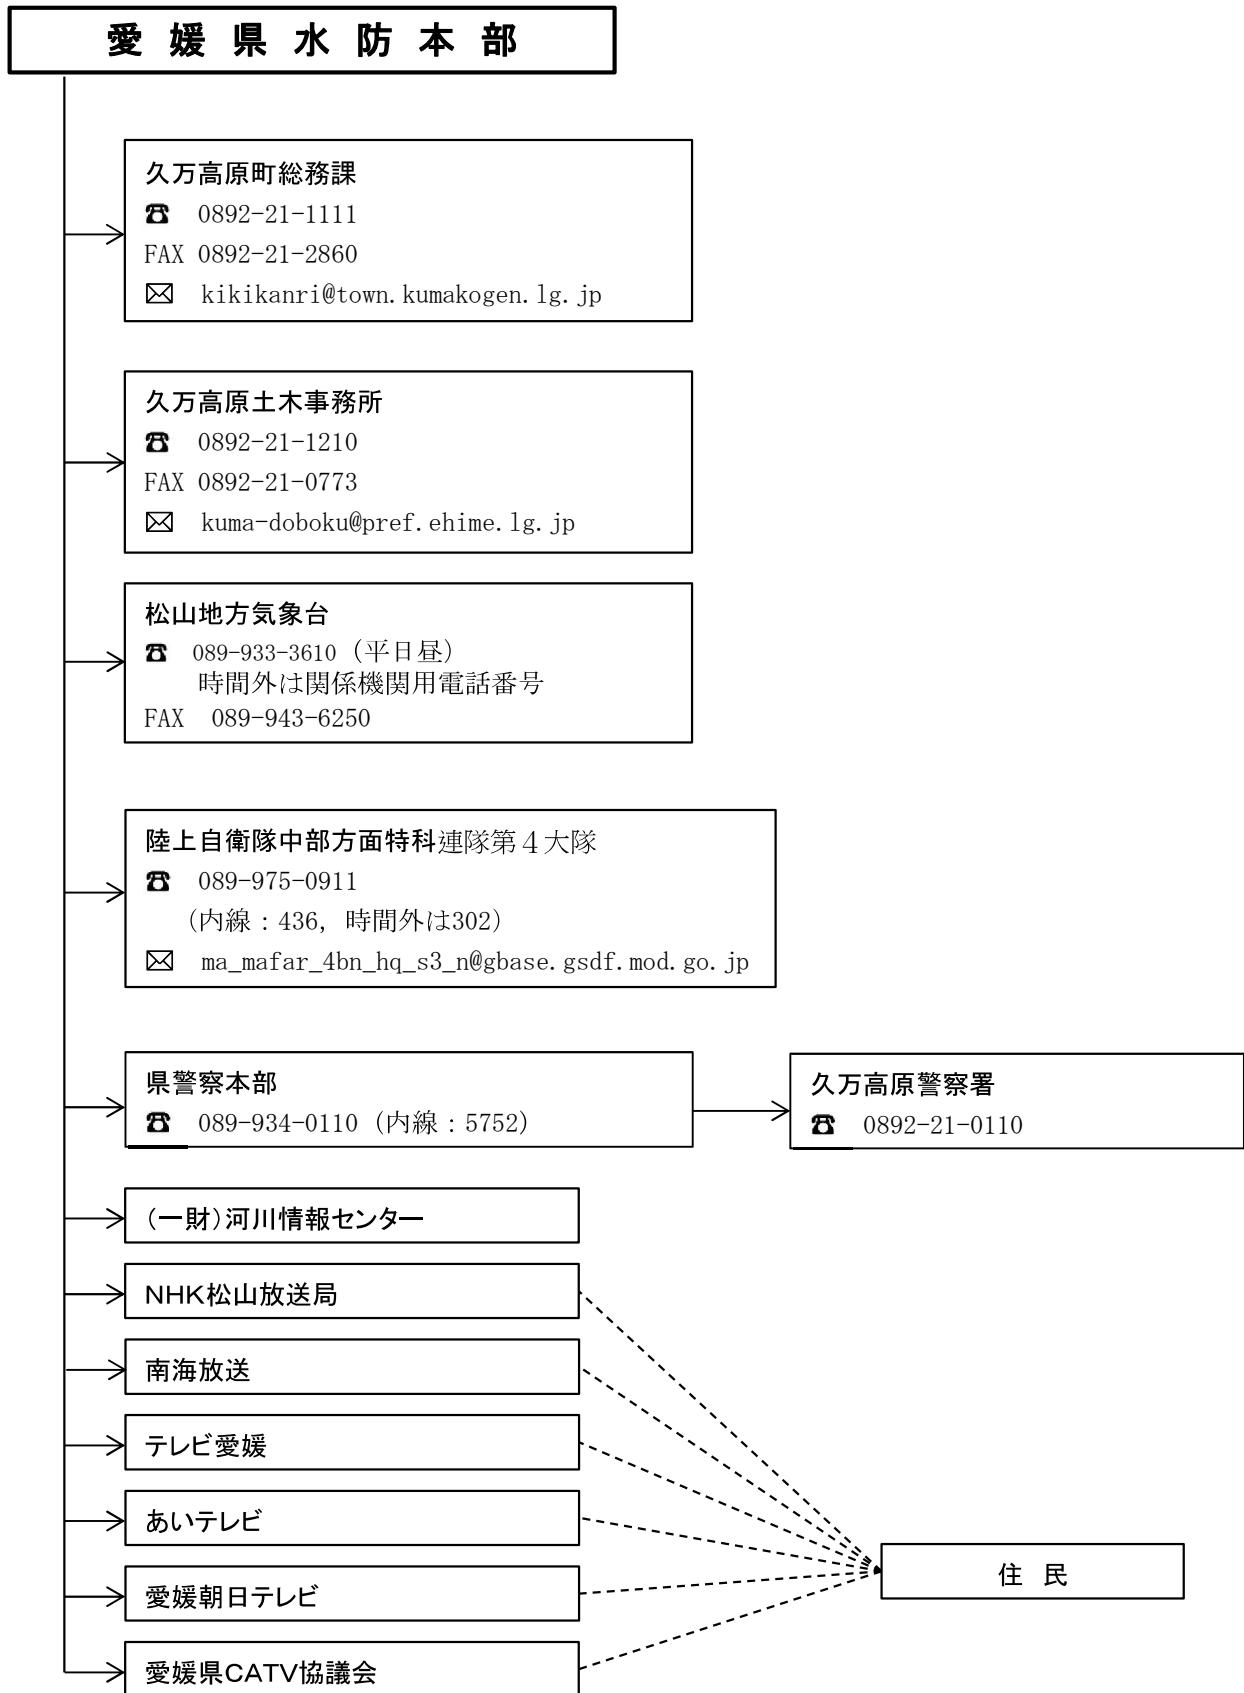 愛媛県水防本部
久万高原町総務課
☎ 0892-21-1111
FAX 0892-21-2860
✉ kikikanri@town.kumakogen.lg.jp
久万高原土木事務所
☎ 0892-21-1210
FAX 0892-21-0773
✉ kuma-doboku@pref.ehime.lg.jp
松山地方気象台
☎ 089-933-3610（平日昼）
時間外は関係機関用電話番号
FAX 089-943-6250
陸上自衛隊中部方面特科連隊第４大隊
☎ 089-975-0911
（内線：436, 時間外は302）
✉ ma_mafar_4bn_hq_s3_n@gbase.gsdf.mod.go.jp
県警察本部
☎ 089-934-0110（内線：5752）
久万高原警察署
☎ 0892-21-0110
（一財）河川情報センター
NHK松山放送局
南海放送
テレビ愛媛
あいテレビ
愛媛朝日テレビ
愛媛県CATV協議会
住 民